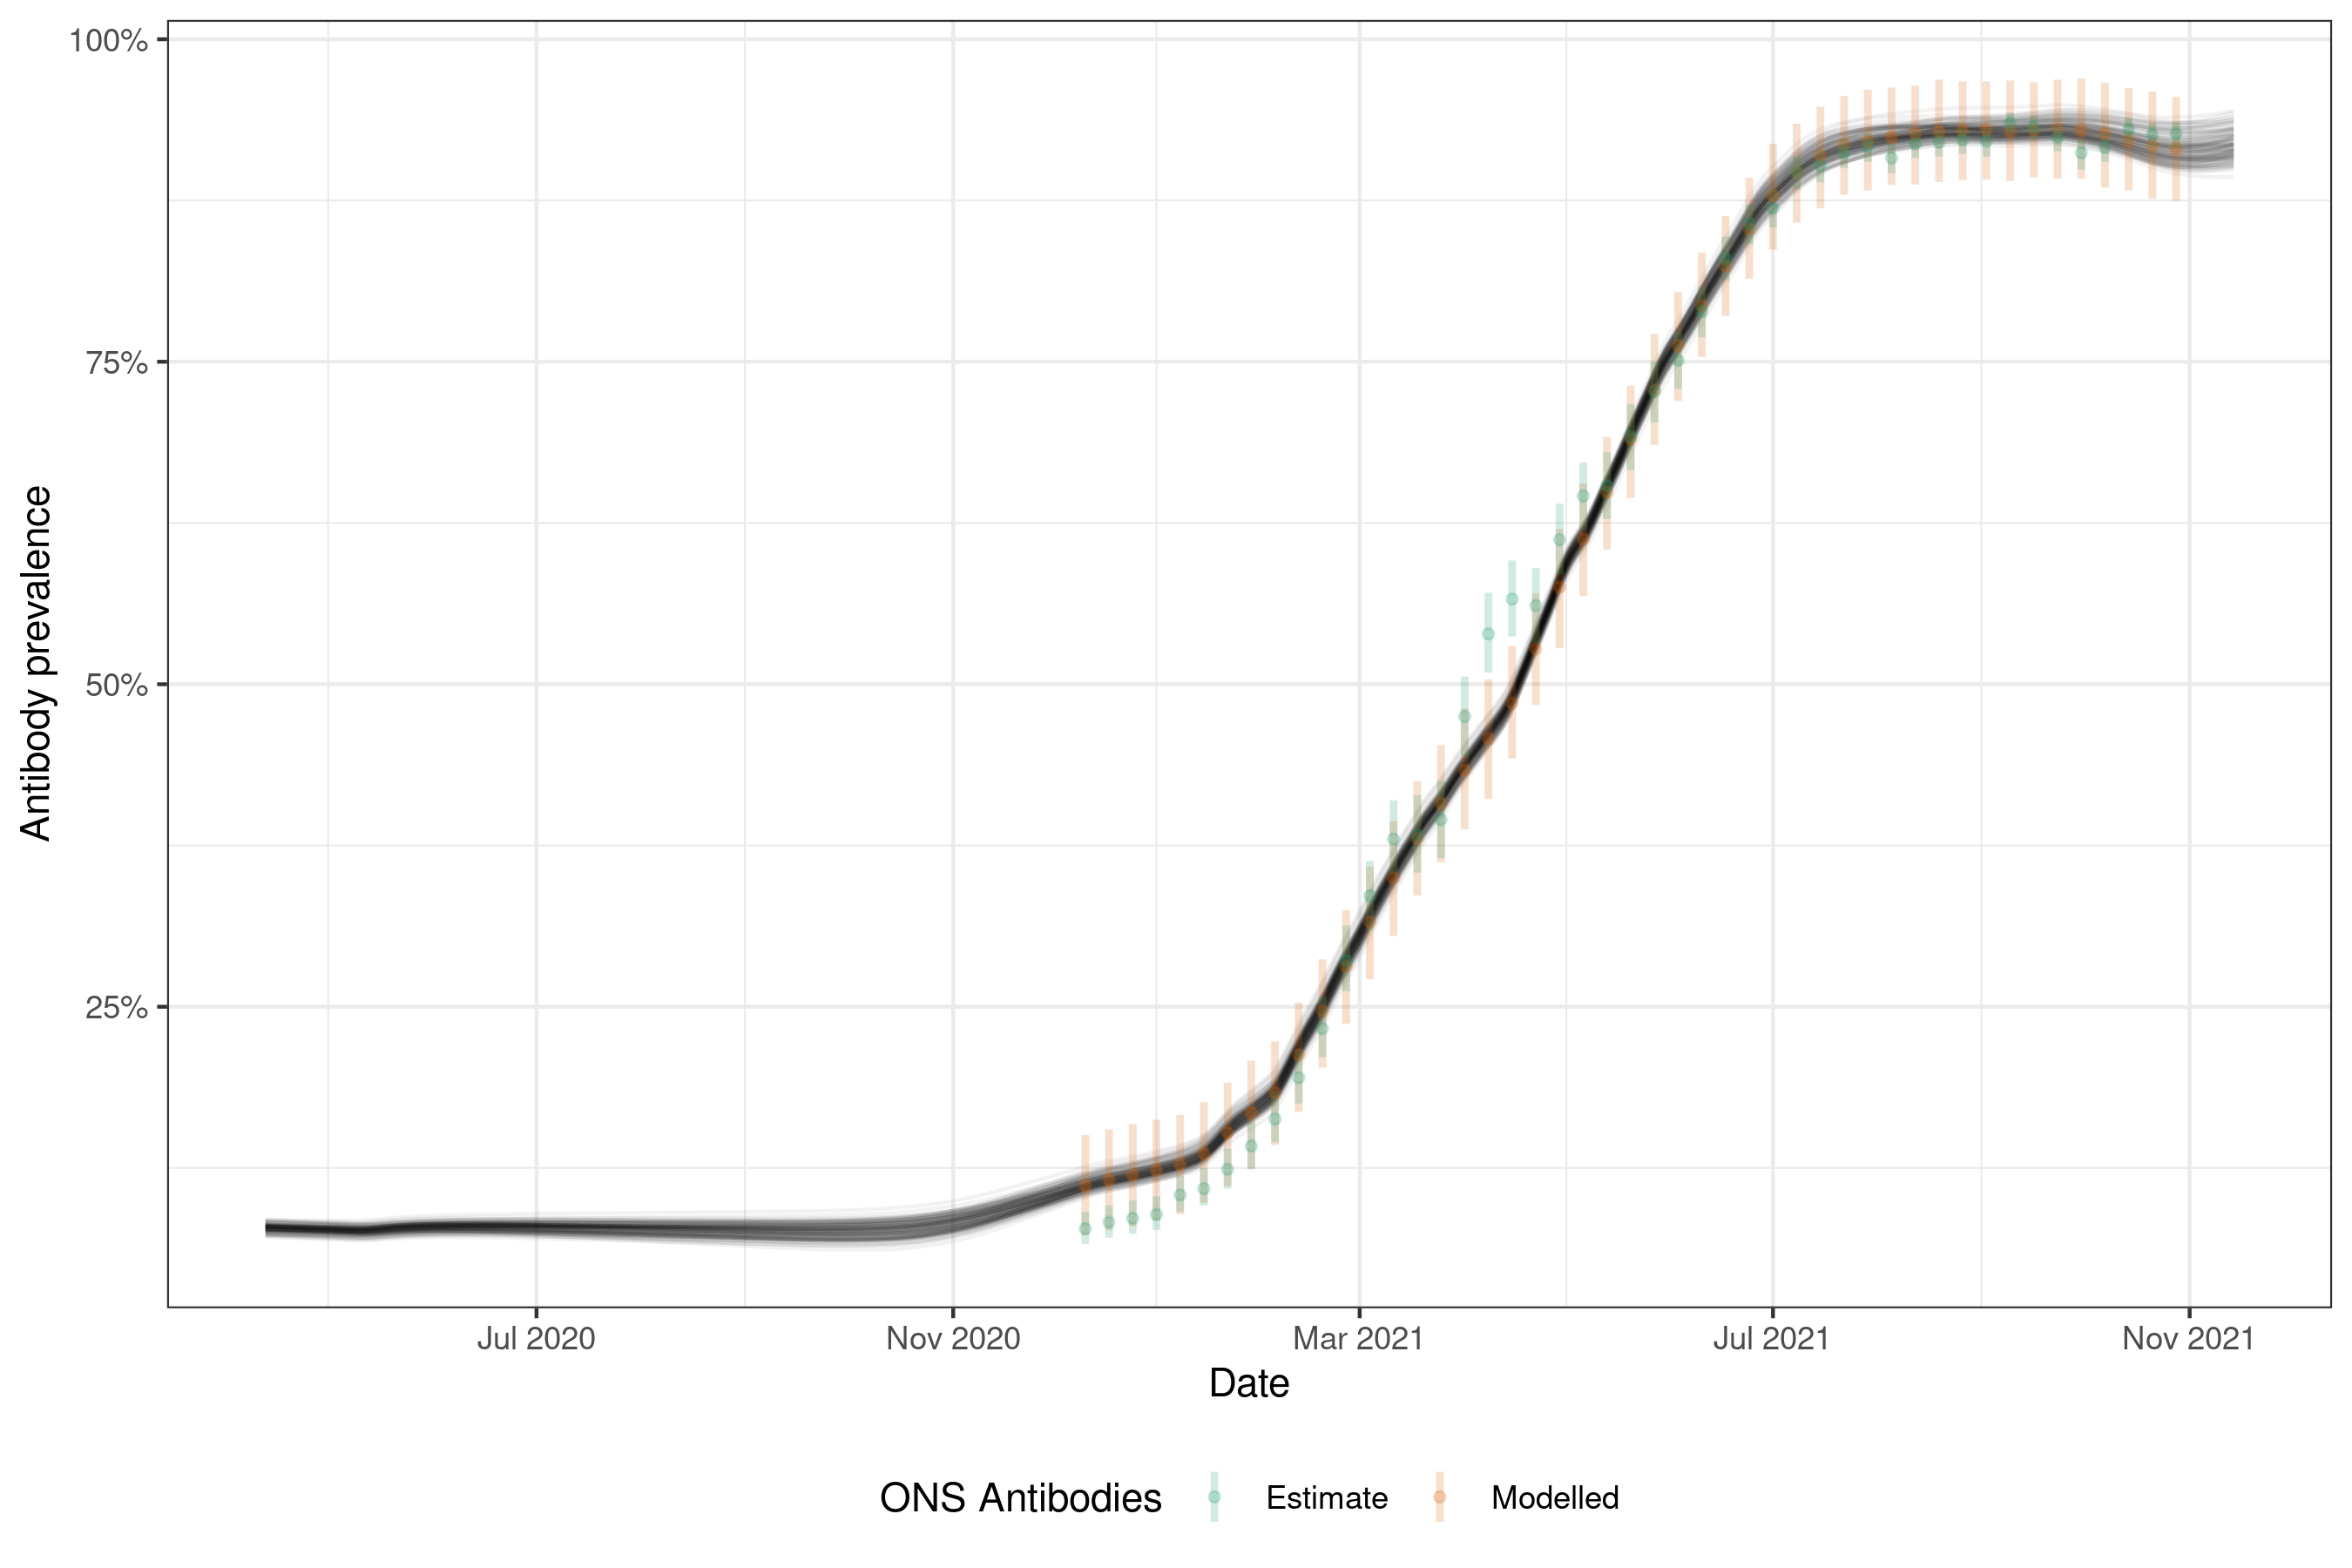 100%
75%
50%
25%
Antibody prevalence
Jul 2020 Nov 2020 Mar 2021 Jul 2021 Nov 2021
Date
ONS Antibodies Estimate Modelled